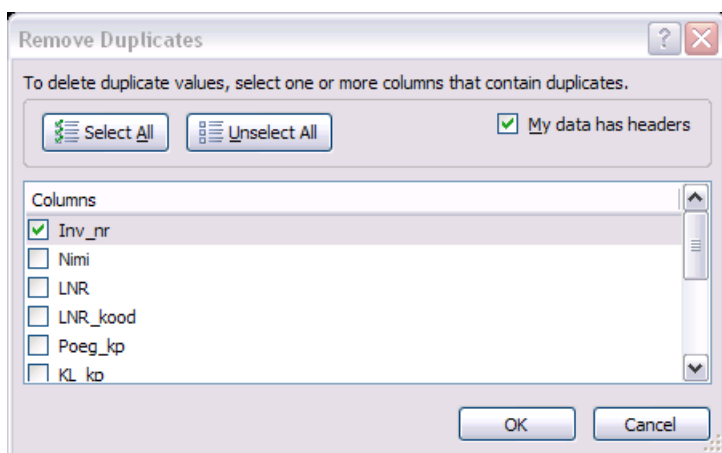 Remove Duplicates
To delete duplicate values, select one or more columns that contain duplicates.
Select All Unselect All My data has headers
Columns
Inv_nr
Nimi
LNR
LNR_kood
Poeg_kp
KL_kp
OK Cancel